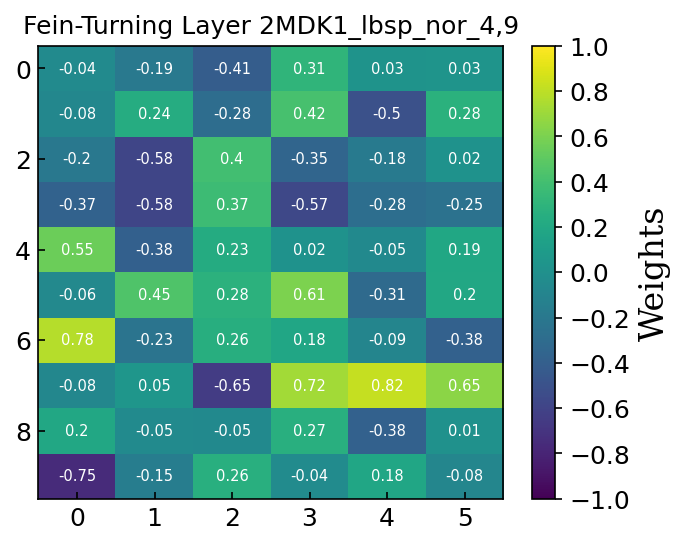 Fein-Turning Layer 2MDK1_lbsp_nor_4,9
0 -0.04 -0.19 -0.41 0.31 0.03 0.03
-0.08 0.24 -0.28 0.42 -0.5 0.28
2 -0.2 -0.58 0.4 -0.35 -0.18 0.02
-0.37 -0.58 0.37 -0.57 -0.28 -0.25
4 0.55 -0.38 0.23 0.02 -0.05 0.19
-0.06 0.45 0.28 0.61 -0.31 0.2
6 0.78 -0.23 0.26 0.18 -0.09 -0.38
-0.08 0.05 -0.65 0.72 0.82 0.65
8 0.2 -0.05 -0.05 0.27 -0.38 0.01
-0.75 -0.15 0.26 -0.04 0.18 -0.08
0 1 2 3 4 5
1.0
0.8
0.6
0.4
0.2
0.0
−0.2
−0.4
−0.6
−0.8
−1.0
Weights